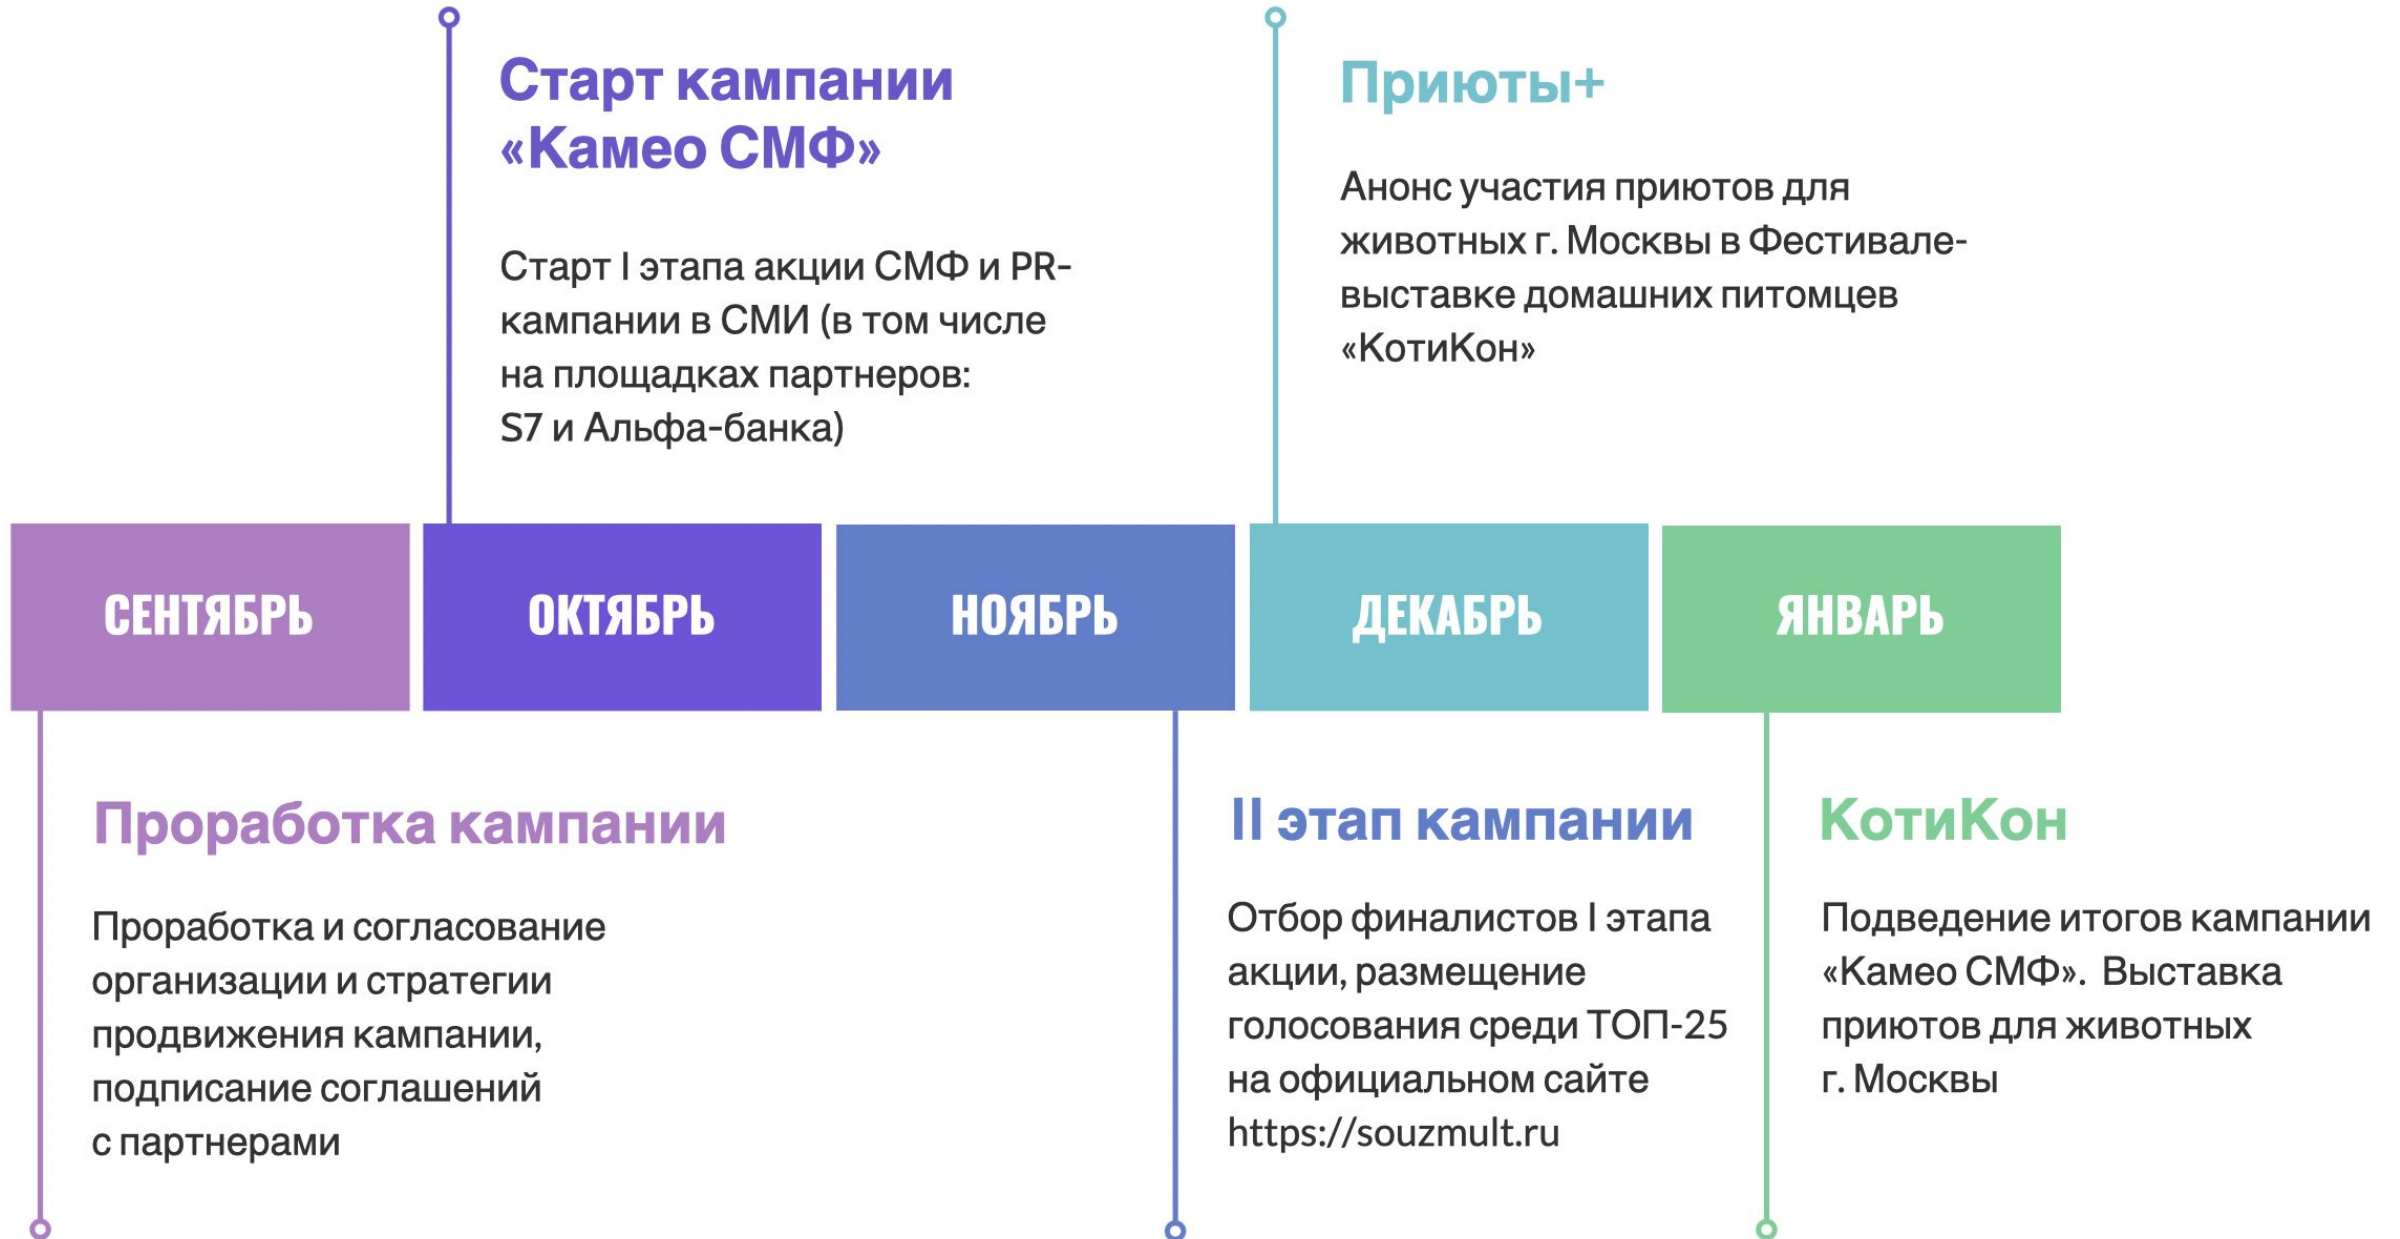 Старт кампании
«Камео СМФ»
Старт I этапа акции СМФ и PR-
кампании в СМИ (в том числе
на площадках партнеров:
S7 и Альфа-банка)
Приюты+
Анонс участия приютов для
животных г. Москвы в Фестивале-
выставке домашних питомцев
«КотиКон»
СЕНТЯБРЬ
ОКТЯБРЬ
НОЯБРЬ
ДЕКАБРЬ
ЯНВАРЬ
Проработка кампании
Проработка и согласование
организации и стратегии
продвижения кампании,
подписание соглашений
с партнерами
II этап кампании
Отбор финалистов I этапа
акции, размещение
голосования среди ТОП-25
на официальном сайте
https://souzmult.ru
КотиКон
Подведение итогов кампании
«Камео СМФ».  Выставка
приютов для животных
г. Москвы